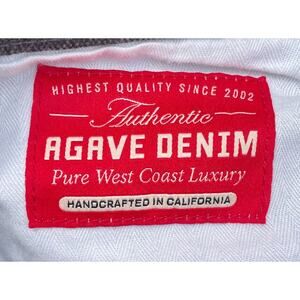 HIGHEST QUALITY SINCE 2002
Authentic
AGAVE DENIM
Pure West Coast Luxury
HANDCRAFTED IN CALIFORNIA